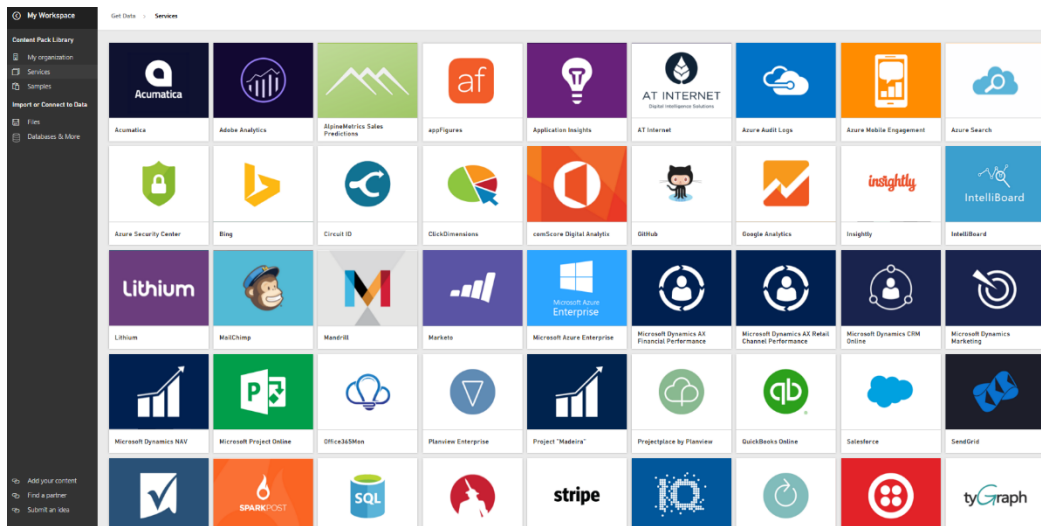 My Workspace
Get Data > Services
Content Pack Library
My organization
Services
Samples
Import or Connect to Data
Files
Databases & More
Acumatica
AT INTERNET
Digital Intelligence Solutions
af
Acumatica
Adobe Analytics
AlpineMetrics Sales
Predictions
appFigures
Application Insights
AT Internet
Azure Audit Logs
Azure Mobile Engagement
Azure Search
insightly
IntelliBoard
Azure Security Center
Bing
Circuit ID
ClickDimensions
comScore Digital Analytix
GitHub
Google Analytics
Insightly
IntelliBoard
Lithium
Microsoft Azure
Enterprise
Lithium
MailChimp
Mandrill
Marketo
Microsoft Azure Enterprise
Microsoft Dynamics AX
Financial Performance
Microsoft Dynamics AX Retail
Channel Performance
Microsoft Dynamics CRM
Online
Microsoft Dynamics
Marketing
P
qb
Microsoft Dynamics NAV
Microsoft Project Online
Office365Mon
Planview Enterprise
Project "Madeira"
Projectplace by Planview
QuickBooks Online
Salesforce
SendGrid
SPARKPOST
SQL
stripe
IQ
tyGraph
Add your content
Find a partner
Submit an idea